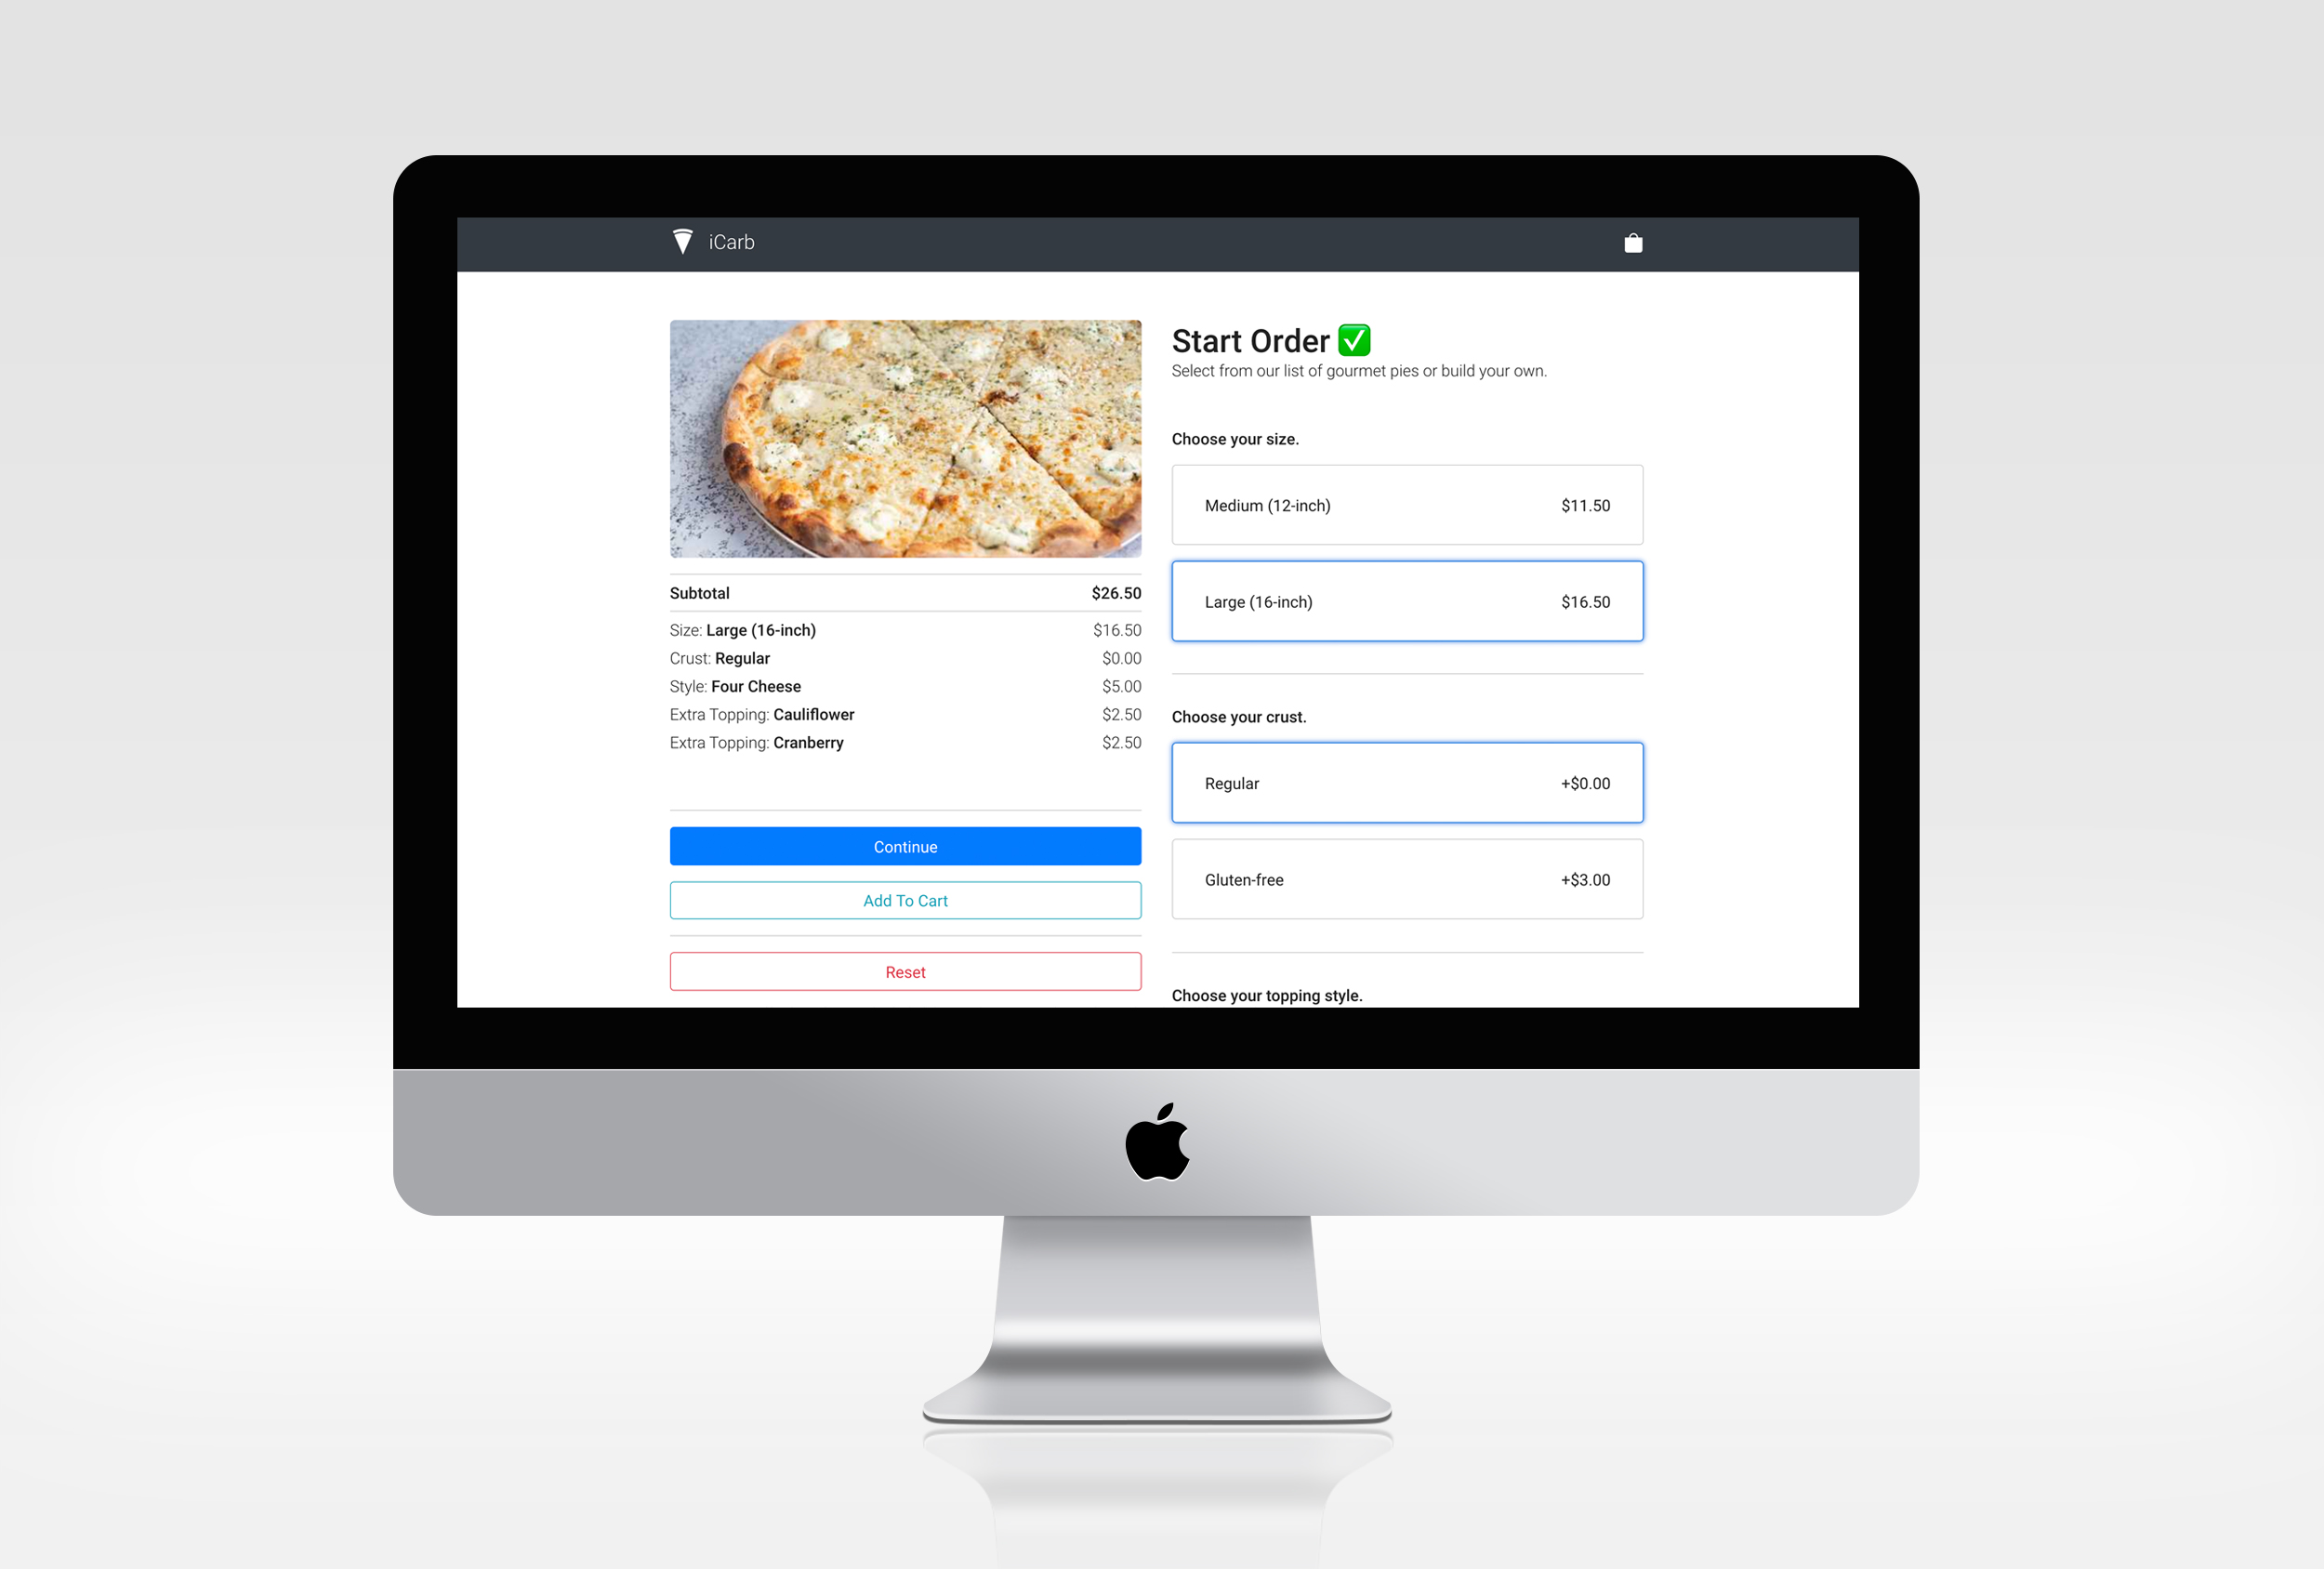 iCarb
Subtotal $26.50
Size: Large (16-inch) $16.50
Crust: Regular $0.00
Style: Four Cheese $5.00
Extra Topping: Cauliflower $2.50
Extra Topping: Cranberry $2.50
Continue
Add To Cart
Reset
Start Order ✅
Select from our list of gourmet pies or build your own.
Choose your size.
Medium (12-inch) $11.50
Large (16-inch) $16.50
Choose your crust.
Regular +$0.00
Gluten-free +$3.00
Choose your topping style.